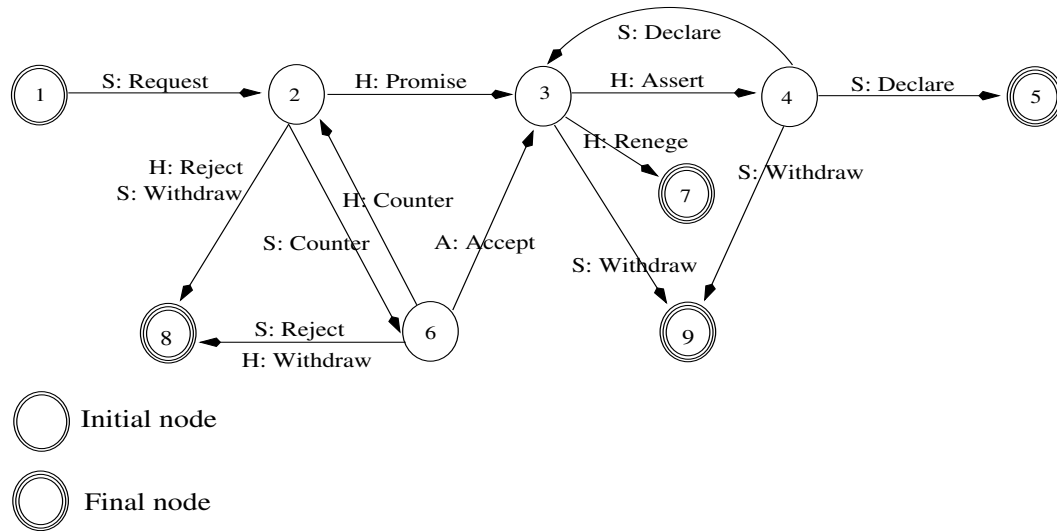 S: Declare
1
S: Request
2
H: Promise
3
H: Assert
4
S: Declare
5
H: Renege
H: Reject
S: Withdraw
7
S: Withdraw
H: Counter
S: Counter
A: Accept
S: Withdraw
8
S: Reject
H: Withdraw
6
9
Initial node
Final node